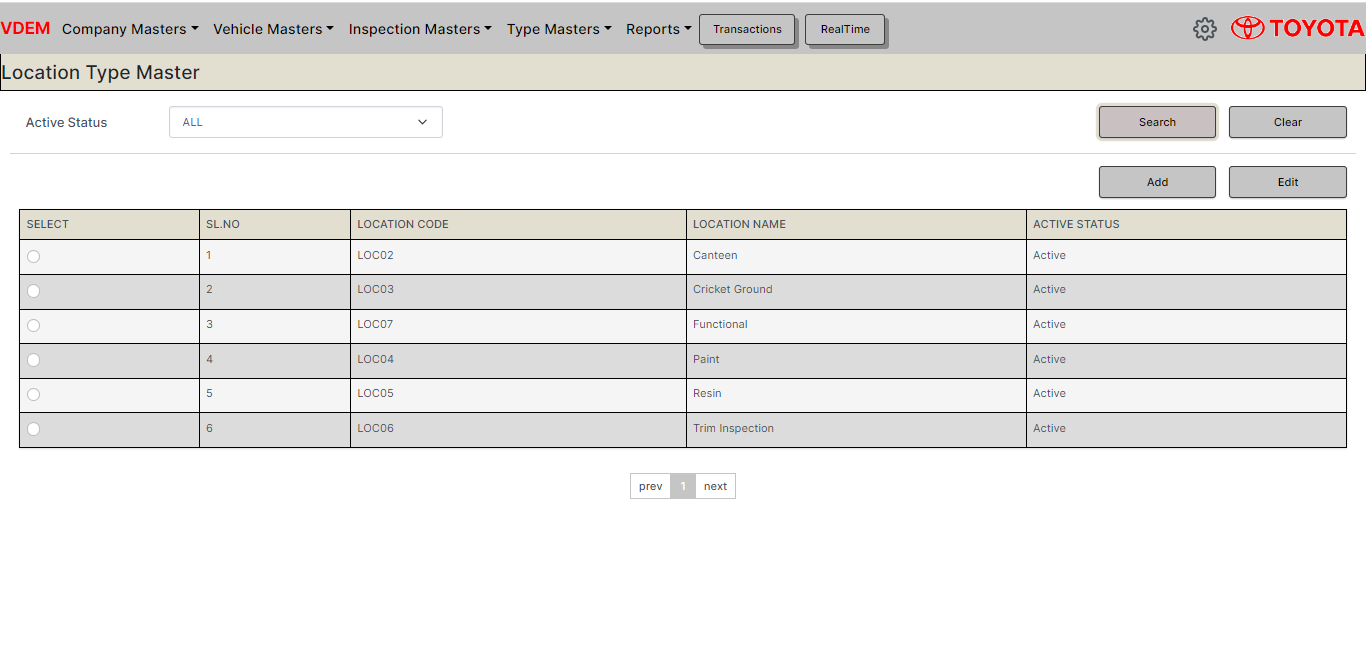 VDEM Company Masters Vehicle Masters Inspection Masters Type Masters Reports Transactions RealTime TOYOTA
Location Type Master
Active Status ALL Search Clear
Add Edit
SELECT SL.NO LOCATION CODE LOCATION NAME ACTIVE STATUS
1 LOC02 Canteen Active
2 LOC03 Cricket Ground Active
3 LOC07 Functional Active
4 LOC04 Paint Active
5 LOC05 Resin Active
6 LOC06 Trim Inspection Active
prev 1 next